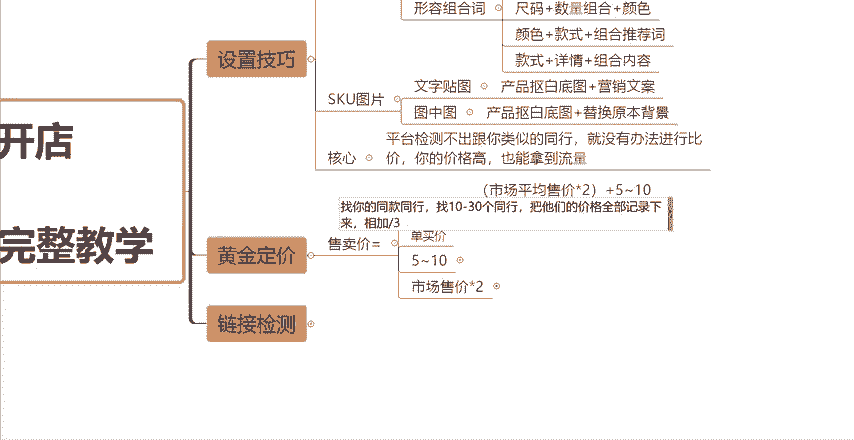 形容组合词
尺码+数量组合+颜色
颜色+款式+组合推荐词
款式+详情+组合内容
设置技巧
SKU图片
文字贴图
产品抠白底图+营销文案
图中图
产品抠白底图+替换原本背景
核心
平台检测不出跟你类似的同行，就没有办法进行比
价，你的价格高，也能拿到流量
开店
完整教学
(市场平均售价*2）+5~10
找你的同款同行，找10-30个同行，把他们的价格全部记录下
来，相加/3
黄金定价
售卖价=
单买价
5~10
市场售价*2
链接检测